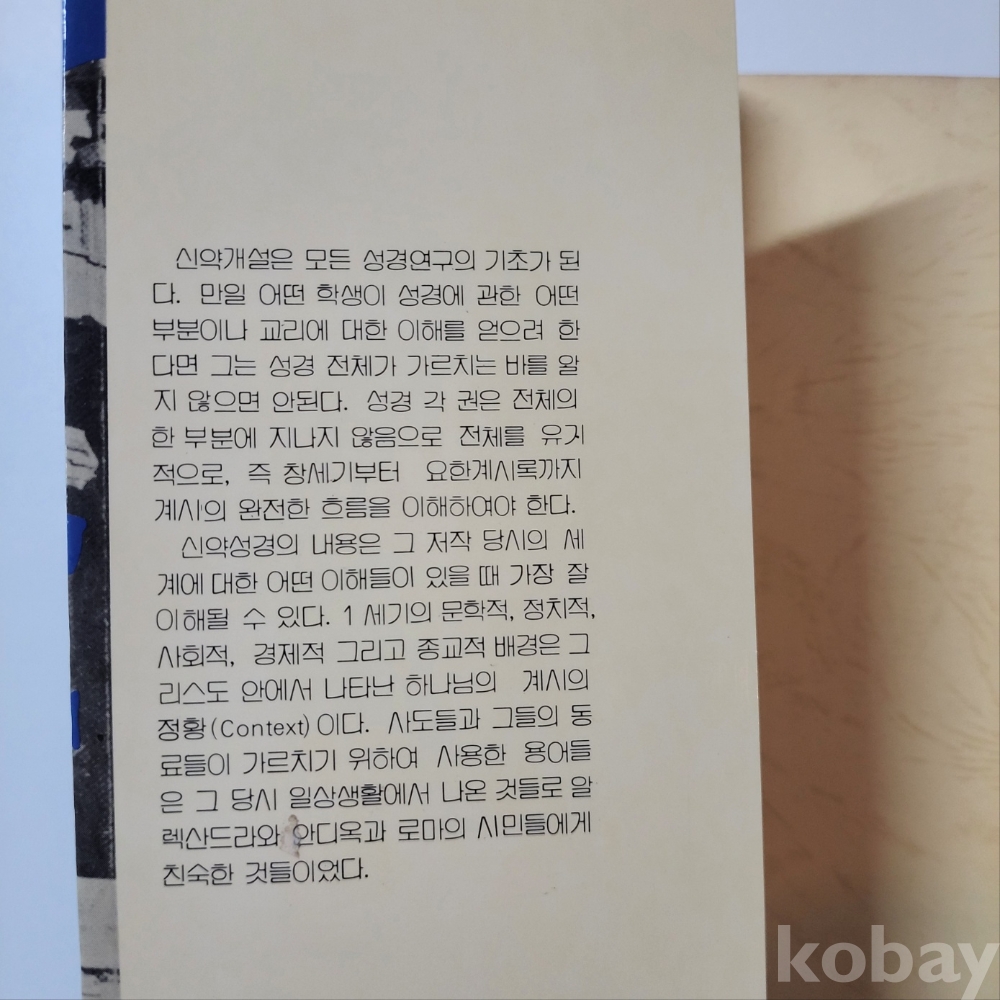 신약개설은 모든 성경연구의 기초가 된
다. 만일 어떤 학생이 성경에 관한 어떤
부분이나 교리에 대한 이해를 얻으려 한
다면 그는 성경 전체가 가르치는 바를 알
지 않으면 안된다. 성경 각 권은 전체의
한 부분에 지나지 않음으로 전체를 유기
적으로, 즉 창세기부터 요한계시록까지
계시의 완전한 흐름을 이해하여야 한다.
신약성경의 내용은 그 저작 당시의 세
계에 대한 어떤 이해들이 있을 때 가장 잘
이해될 수 있다. 1세기의 문학적, 정치적,
사회적, 경제적 그리고 종교적 배경은 그
리스도 안에서 나타난 하나님의 계시의
정황(Context)이다. 사도들과 그들의 동
료들이 가르치기 위하여 사용한 용어들
은 그 당시 일상생활에서 나온 것들로 알
렉산드라와 안디옥과 로마의 시민들에게
친숙한 것들이었다.
kobay